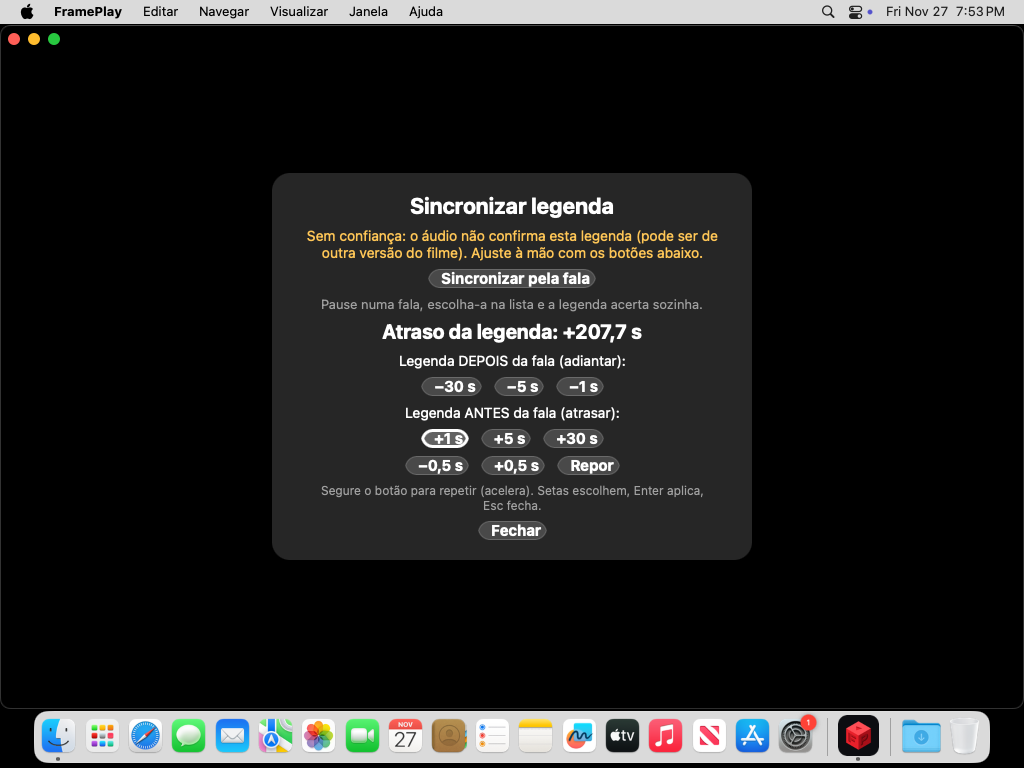 FramePlay Editar Navegar Visualizar Janela Ajuda Fri Nov 27 7:53 PM
Sincronizar legenda
Sem confiança: o áudio não confirma esta legenda (pode ser de
outra versão do filme). Ajuste à mão com os botões abaixo.
Sincronizar pela fala
Pause numa fala, escolha-a na lista e a legenda acerta sozinha.
Atraso da legenda: +207,7 s
Legenda DEPOIS da fala (adiantar):
−30 s −5 s −1 s
Legenda ANTES da fala (atrasar):
+1 s +5 s +30 s
−0,5 s +0,5 s Repor
Segure o botão para repetir (acelera). Setas escolhem, Enter aplica,
Esc fecha.
Fechar
NOV
27
tv
1